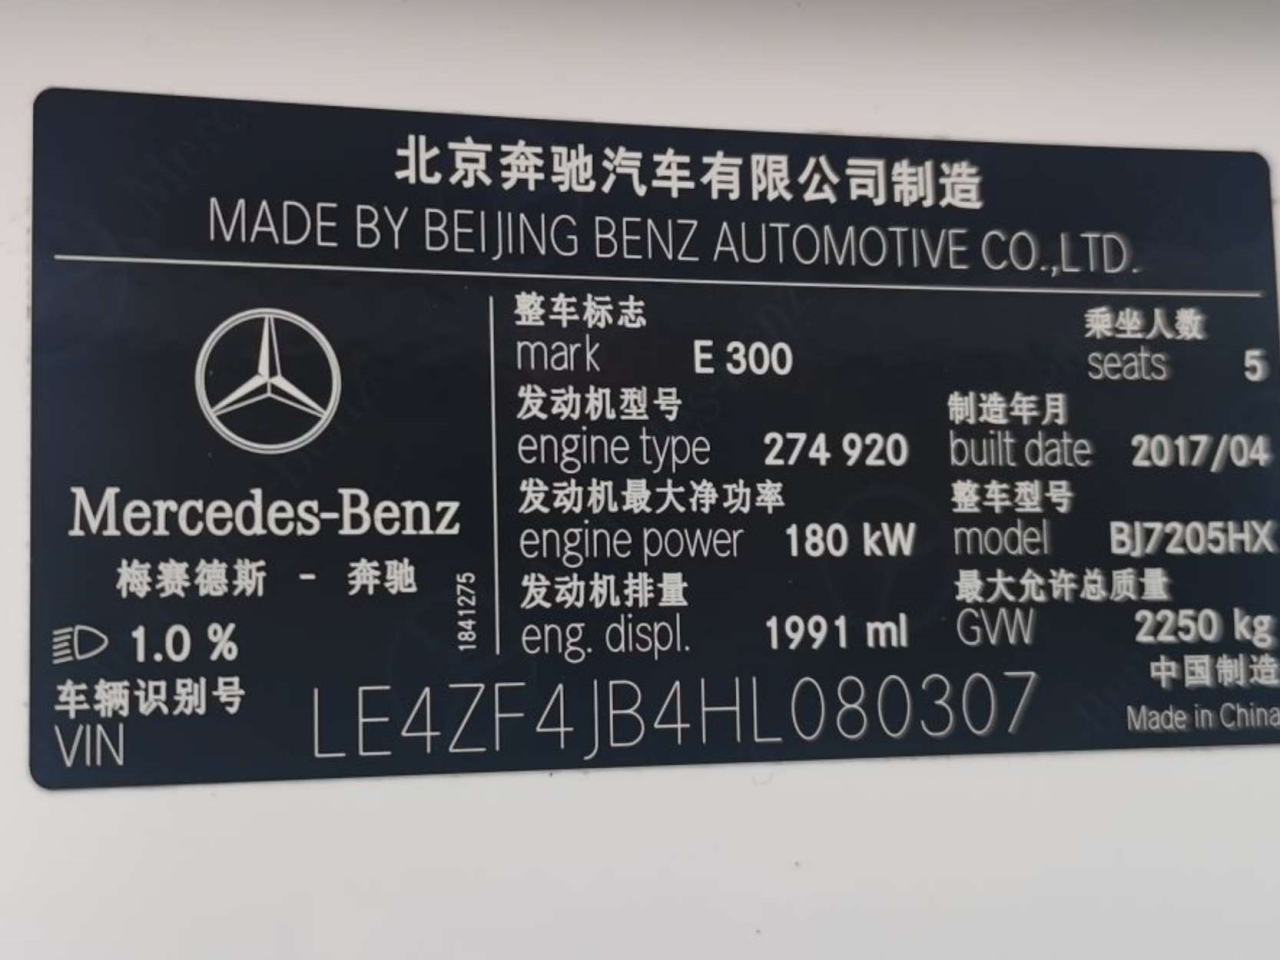 北京奔驰汽车有限公司制造
MADE BY BEIJING BENZ AUTOMOTIVE CO.,LTD.
整车标志
mark E 300
乘坐人数
seats 5
发动机型号
engine type 274 920
制造年月
built date 2017/04
发动机最大净功率
engine power 180 kW
整车型号
model BJ7205HX
发动机排量
eng. displ. 1991 ml
最大允许总质量
GVW 2250 kg
Mercedes-Benz
梅赛德斯 - 奔驰
1841275
1.0 %
车辆识别号
VIN LE4ZF4JB4HL080307
中国制造
Made in China